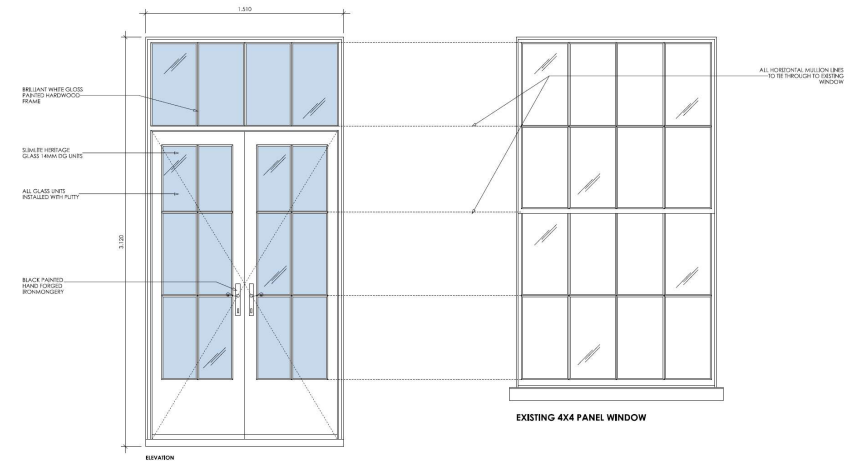 1.510
BRILLIANT WHITE GLOSS
PAINTED HARDWOOD
FRAME
SLIMLITE HERITAGE
GLASS 14MM DG UNITS
ALL GLASS UNITS
INSTALLED WITH PUTTY
3.120
BLACK PAINTED
HAND FORGED
IRONMONGERY
ELEVATION
ALL HORIZONTAL MULLION LINES
TO TIE THROUGH TO EXISTING
WINDOW
EXISTING 4X4 PANEL WINDOW